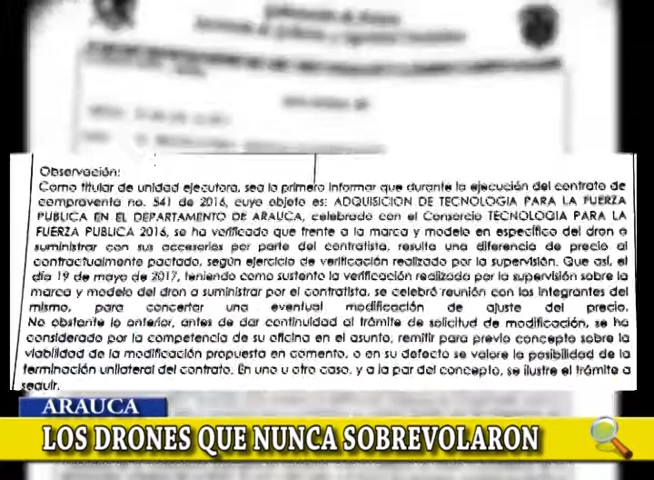 Observación:
Como titular de unidad ejecutora, sea lo primero informar que durante la ejecución del contrato de
compraventa no. 541 de 2016, cuyo objeto es: ADQUISICION DE TECNOLOGIA PARA LA FUERZA
PUBLICA EN EL DEPARTAMENTO DE ARAUCA, celebrado con el Consorcio TECNOLOGIA PARA LA
FUERZA PUBLICA 2016, se ha verificado que frente a la marca y modelo en específico del dron a
suministrar con sus accesorios por parte del contratista, resulta una diferencia de precio al
contractualmente pactado, según ejercicio de verificación realizado por la supervisión. Que así, el
día 19 de mayo de 2017, teniendo como sustento la verificación realizada por la supervisión sobre la
marca y modelo del dron a suministrar por el contratista, se celebró reunión con los integrantes del
mismo, para concertar una eventual modificación de ajuste del precio.
No obstante lo anterior, antes de dar continuidad al trámite de solicitud de modificación, se ha
considerado por la competencia de su oficina en el asunto, remitir para previo concepto sobre la
viabilidad de la modificación propuesta en comento, o en su defecto se valore la posibilidad de la
terminación unilateral del contrato. En uno u otro caso, y a la par del concepto, se ilustre el trámite a
seguir.
ARAUCA
LOS DRONES QUE NUNCA SOBREVOLARON